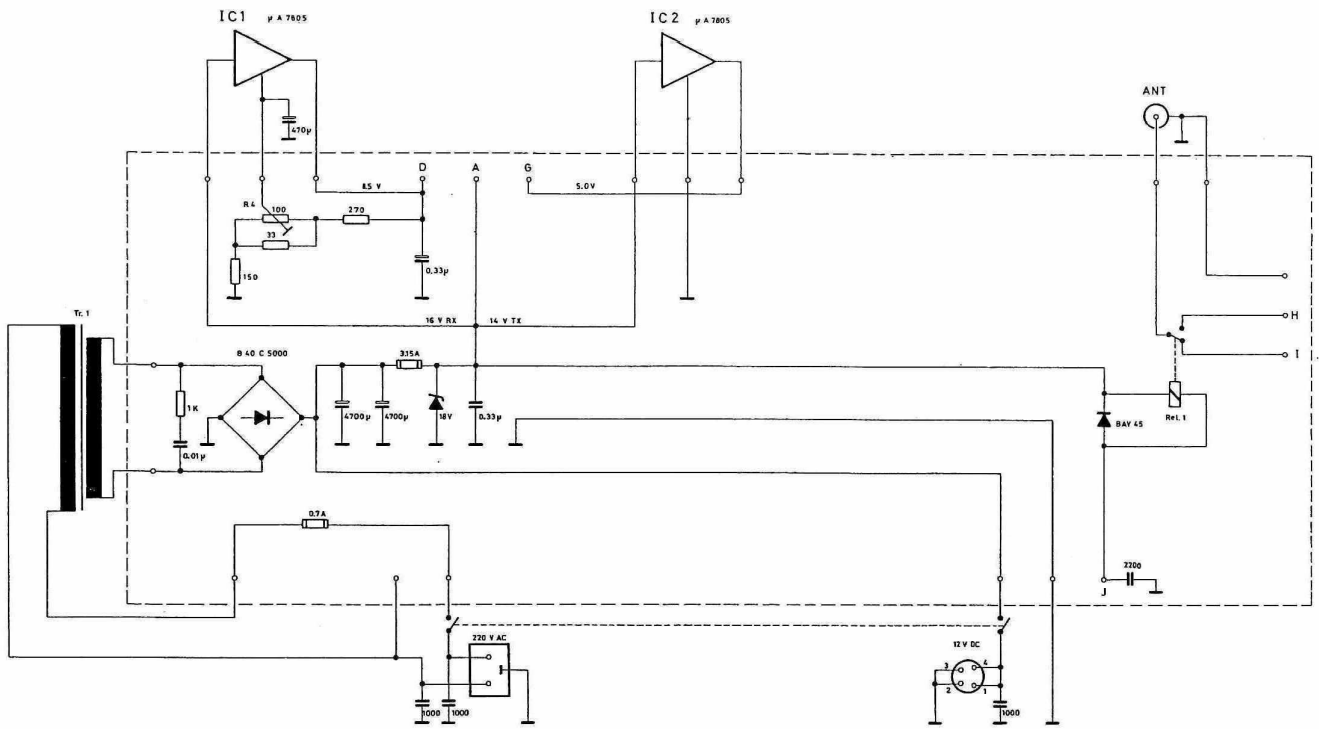 IC1 µ A 7805
IC2 µ A 7805
ANT
470µ
D A G
8.5 V
5.0 V
R4
100
270
33
150
0,33µ
Tr. 1
16 V RX
14 V TX
H
B 40 C 5000
3.15A
I
1K
4700µ
4700µ
18V
0.33µ
BAY 45
Rel. 1
0.01µ
0.7A
2200
J
220 V AC
12 V DC
3 4
2 1
1000
1000
1000